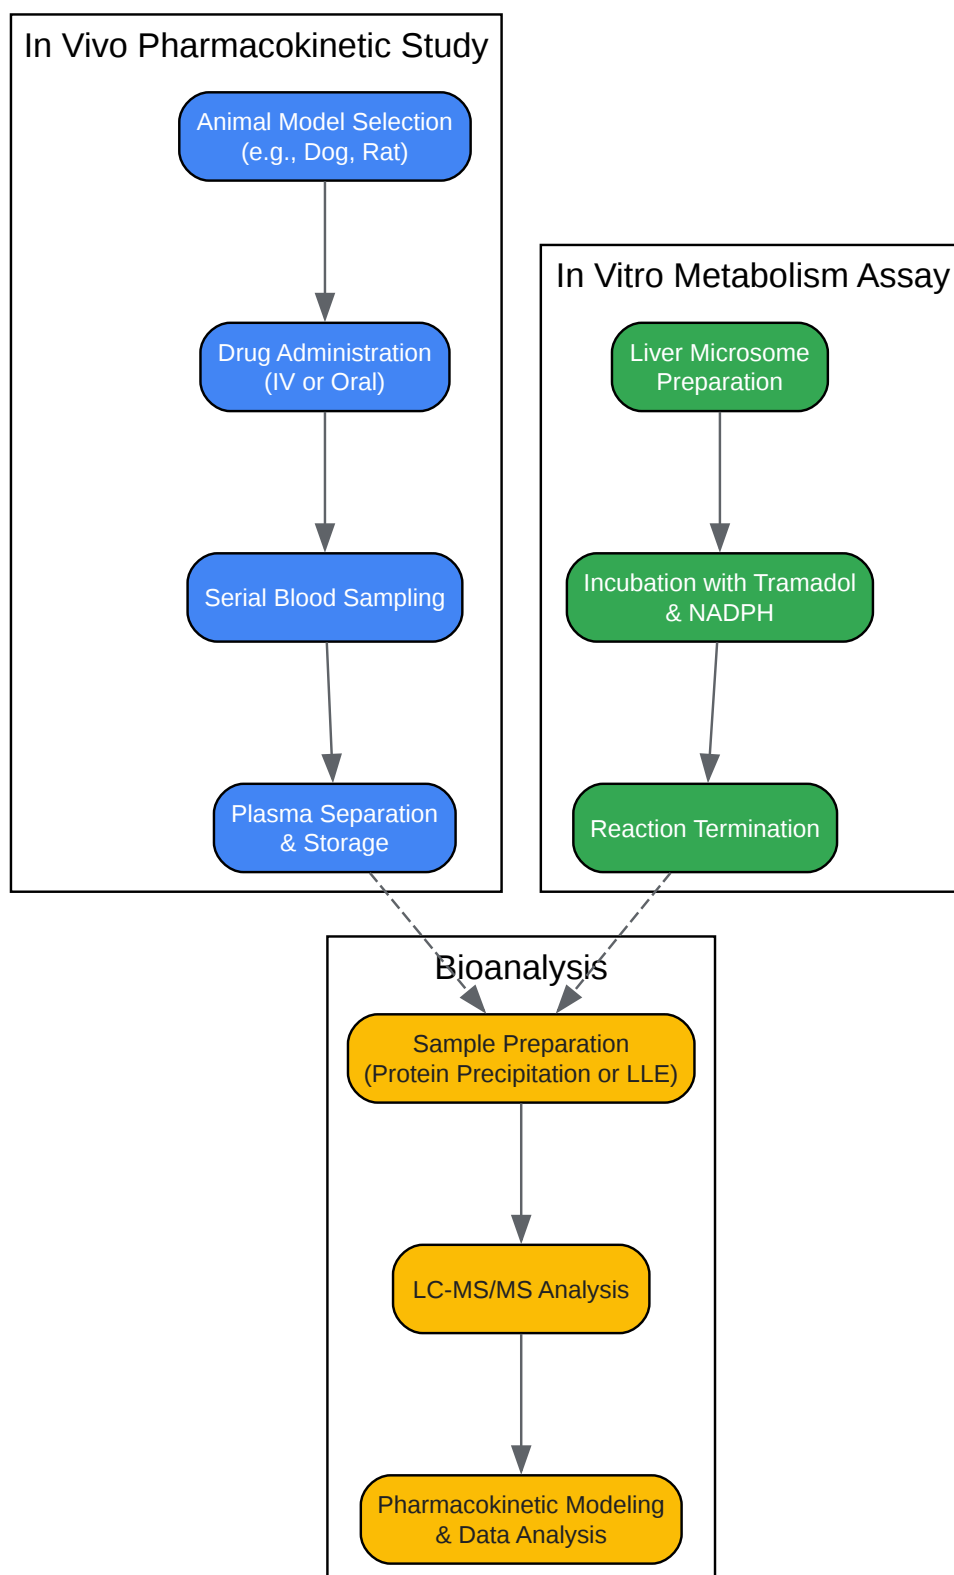 In Vivo Pharmacokinetic Study
Animal Model Selection
(e.g., Dog, Rat)
Drug Administration
(IV or Oral)
Serial Blood Sampling
Plasma Separation
& Storage
In Vitro Metabolism Assay
Liver Microsome
Preparation
Incubation with Tramadol
& NADPH
Reaction Termination
Bioanalysis
Sample Preparation
(Protein Precipitation or LLE)
LC-MS/MS Analysis
Pharmacokinetic Modeling
& Data Analysis